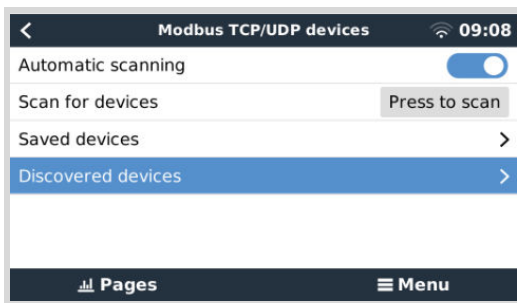 Modbus TCP/UDP devices 09:08
Automatic scanning
Scan for devices Press to scan
Saved devices
Discovered devices
Pages Menu